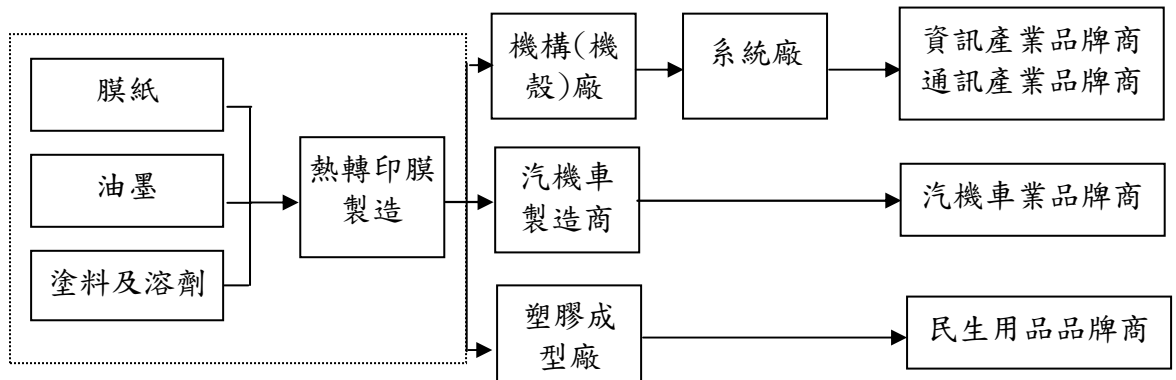 膜紙
油墨
塗料及溶劑
熱轉印膜
製造
機構(機
殼)廠
系統廠
資訊產業品牌商
通訊產業品牌商
汽機車
製造商
汽機車業品牌商
塑膠成
型廠
民生用品品牌商